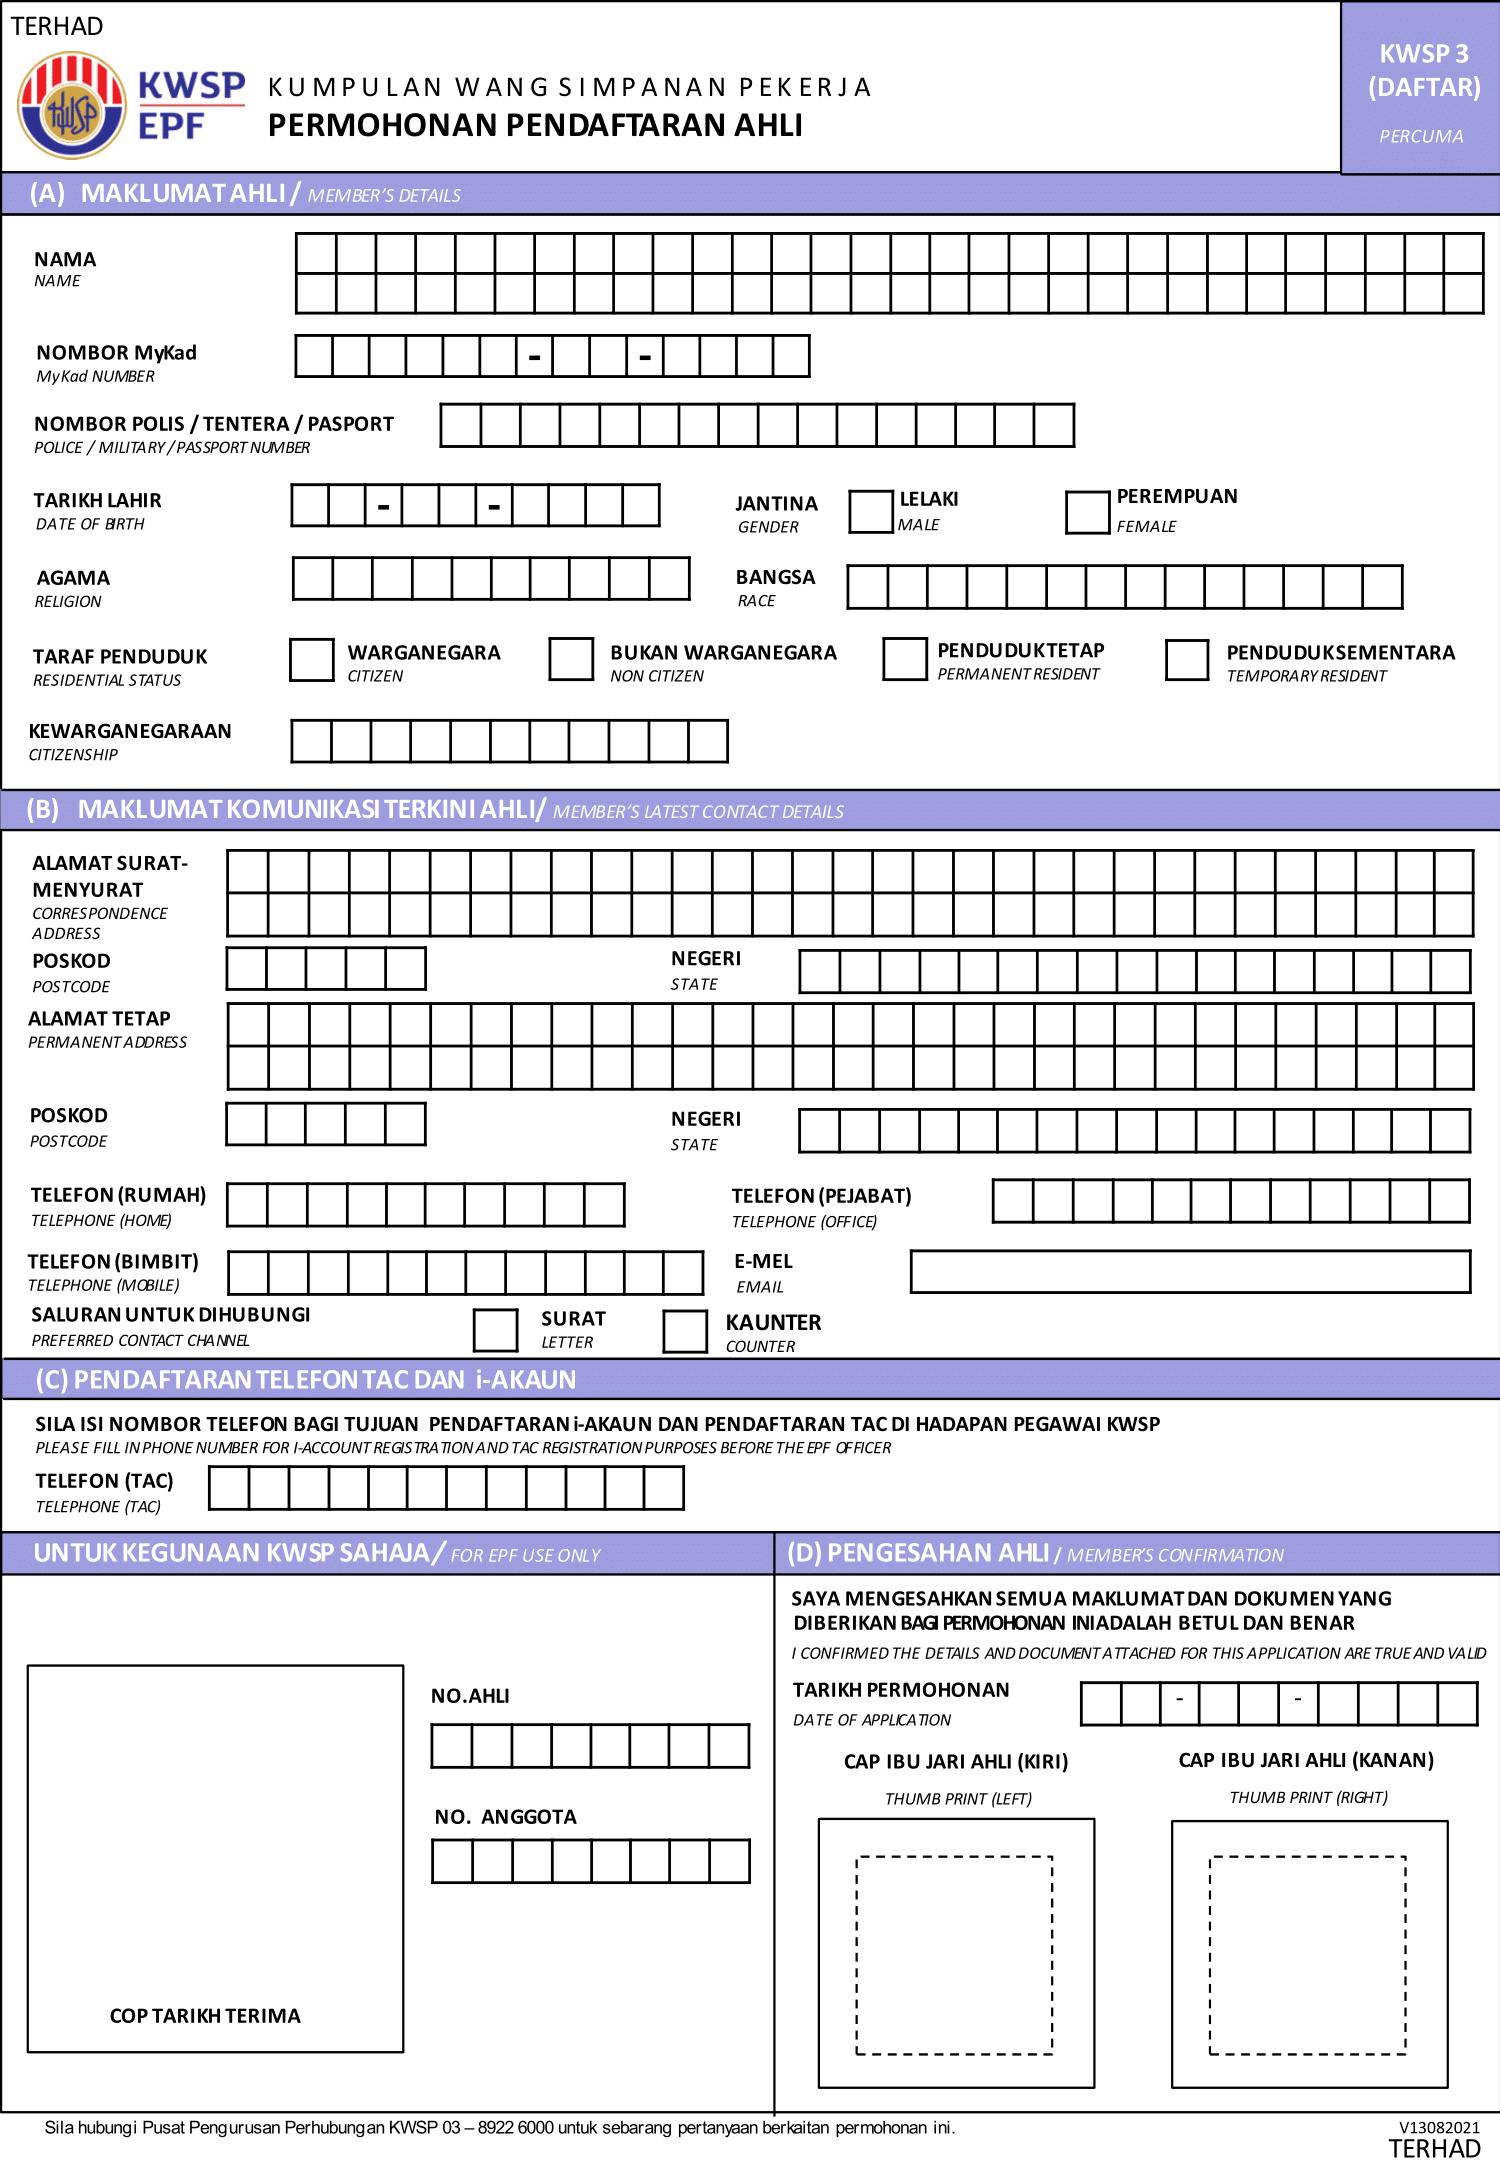 TERHAD
KWSP
EPF
KUMPULAN WANG SIMPANAN PEKERJA
PERMOHONAN PENDAFTARAN AHLI
KWSP 3
(DAFTAR)
PERCUMA
(A) MAKLUMAT AHLI / MEMBER'S DETAILS
NAMA
NAME
NOMBOR MyKad
MyKad NUMBER
- -
NOMBOR POLIS / TENTERA / PASPORT
POLICE / MILITARY / PASSPORT NUMBER
TARIKH LAHIR
DATE OF BIRTH
- -
JANTINA
GENDER
LELAKI
MALE
PEREMPUAN
FEMALE
AGAMA
RELIGION
BANGSA
RACE
TARAF PENDUDUK
RESIDENTIAL STATUS
WARGANEGARA
CITIZEN
BUKAN WARGANEGARA
NON CITIZEN
PENDUDUK TETAP
PERMANENT RESIDENT
PENDUDUK SEMENTARA
TEMPORARY RESIDENT
KEWARGANEGARAAN
CITIZENSHIP
(B) MAKLUMAT KOMUNIKASI TERKINI AHLI/ MEMBER'S LATEST CONTACT DETAILS
ALAMAT SURAT-
MENYURAT
CORRESPONDENCE
ADDRESS
POSKOD
POSTCODE
NEGERI
STATE
ALAMAT TETAP
PERMANENT ADDRESS
POSKOD
POSTCODE
NEGERI
STATE
TELEFON (RUMAH)
TELEPHONE (HOME)
TELEFON (PEJABAT)
TELEPHONE (OFFICE)
TELEFON (BIMBIT)
TELEPHONE (MOBILE)
E-MEL
EMAIL
SALURAN UNTUK DIHUBUNGI
PREFERRED CONTACT CHANNEL
SURAT
LETTER
KAUNTER
COUNTER
(C) PENDAFTARAN TELEFON TAC DAN i-AKAUN
SILA ISI NOMBOR TELEFON BAGI TUJUAN PENDAFTARAN i-AKAUN DAN PENDAFTARAN TAC DI HADAPAN PEGAWAI KWSP
PLEASE FILL IN PHONE NUMBER FOR I-ACCOUNT REGISTRATION AND TAC REGISTRATION PURPOSES BEFORE THE EPF OFFICER
TELEFON (TAC)
TELEPHONE (TAC)
UNTUK KEGUNAAN KWSP SAHAJA/ FOR EPF USE ONLY
NO.AHLI
NO. ANGGOTA
COP TARIKH TERIMA
(D) PENGESAHAN AHLI / MEMBER'S CONFIRMATION
SAYA MENGESAHKAN SEMUA MAKLUMAT DAN DOKUMEN YANG
DIBERIKAN BAGI PERMOHONAN INI ADALAH BETUL DAN BENAR
I CONFIRMED THE DETAILS AND DOCUMENT ATTACHED FOR THIS APPLICATION ARE TRUE AND VALID
TARIKH PERMOHONAN
DATE OF APPLICATION
- -
CAP IBU JARI AHLI (KIRI)
THUMB PRINT (LEFT)
CAP IBU JARI AHLI (KANAN)
THUMB PRINT (RIGHT)
Sila hubungi Pusat Pengurusan Perhubungan KWSP 03 – 8922 6000 untuk sebarang pertanyaan berkaitan permohonan ini.
V13082021
TERHAD